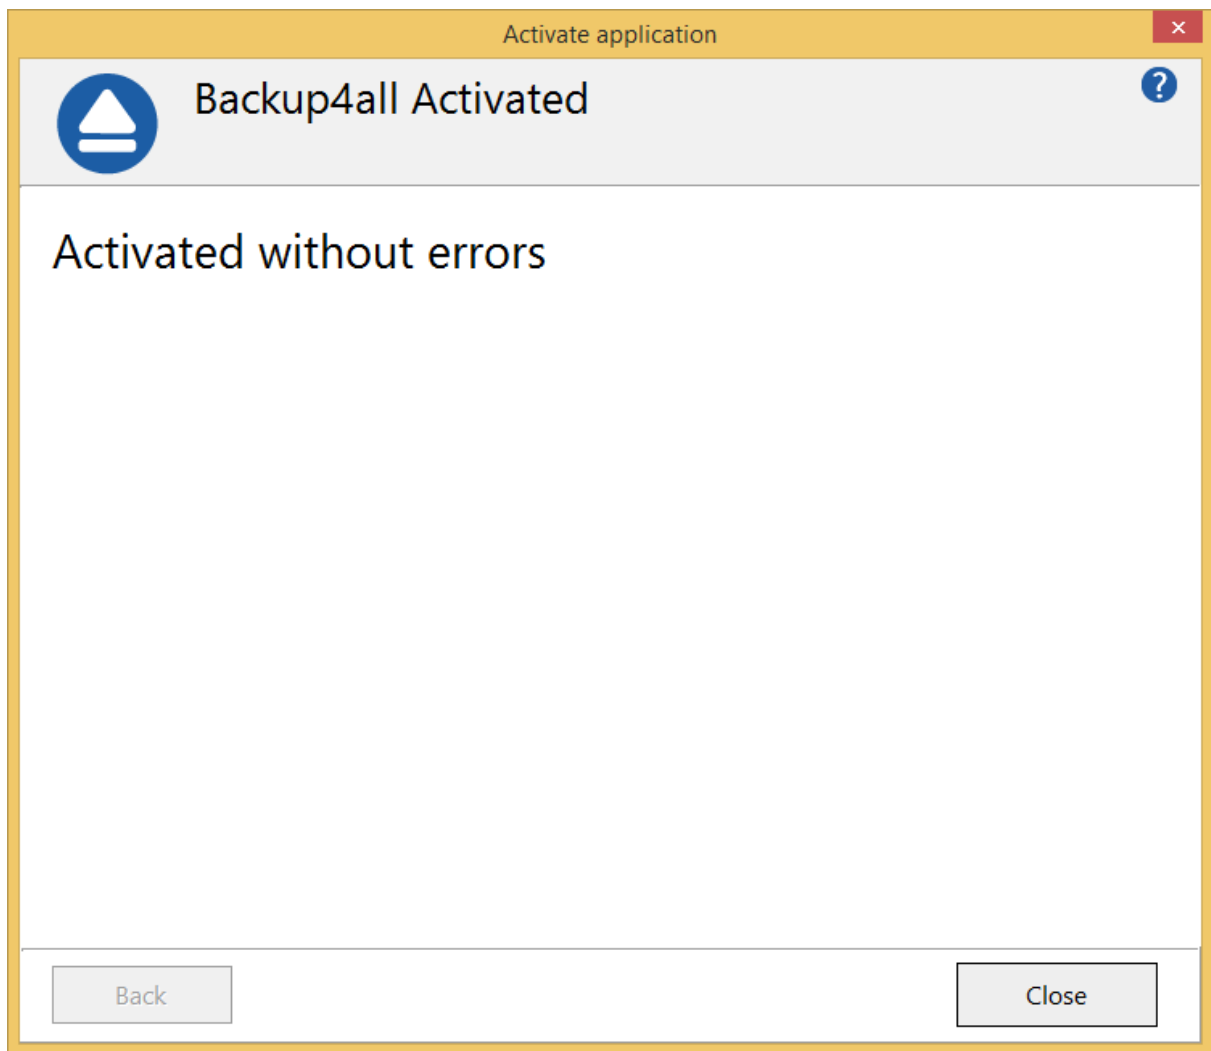 Activate application
Backup4all Activated
?
Activated without errors
Back
Close